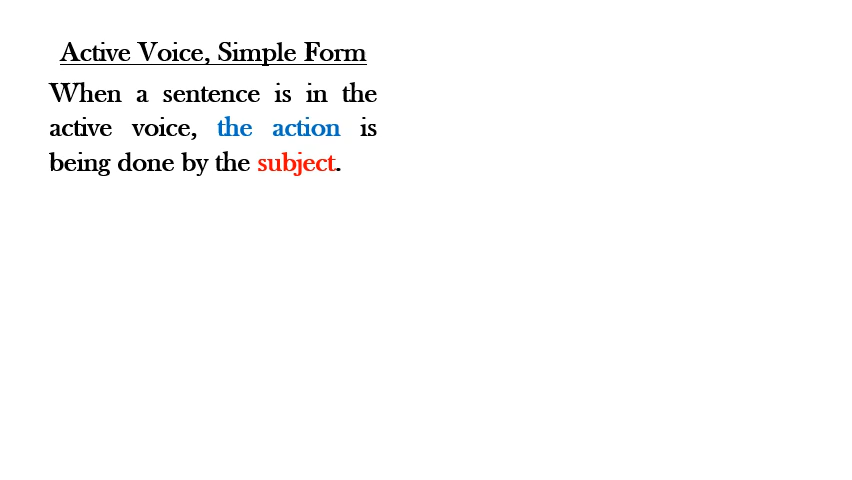 Active Voice, Simple Form
When a sentence is in the
active voice, the action is
being done by the subject.